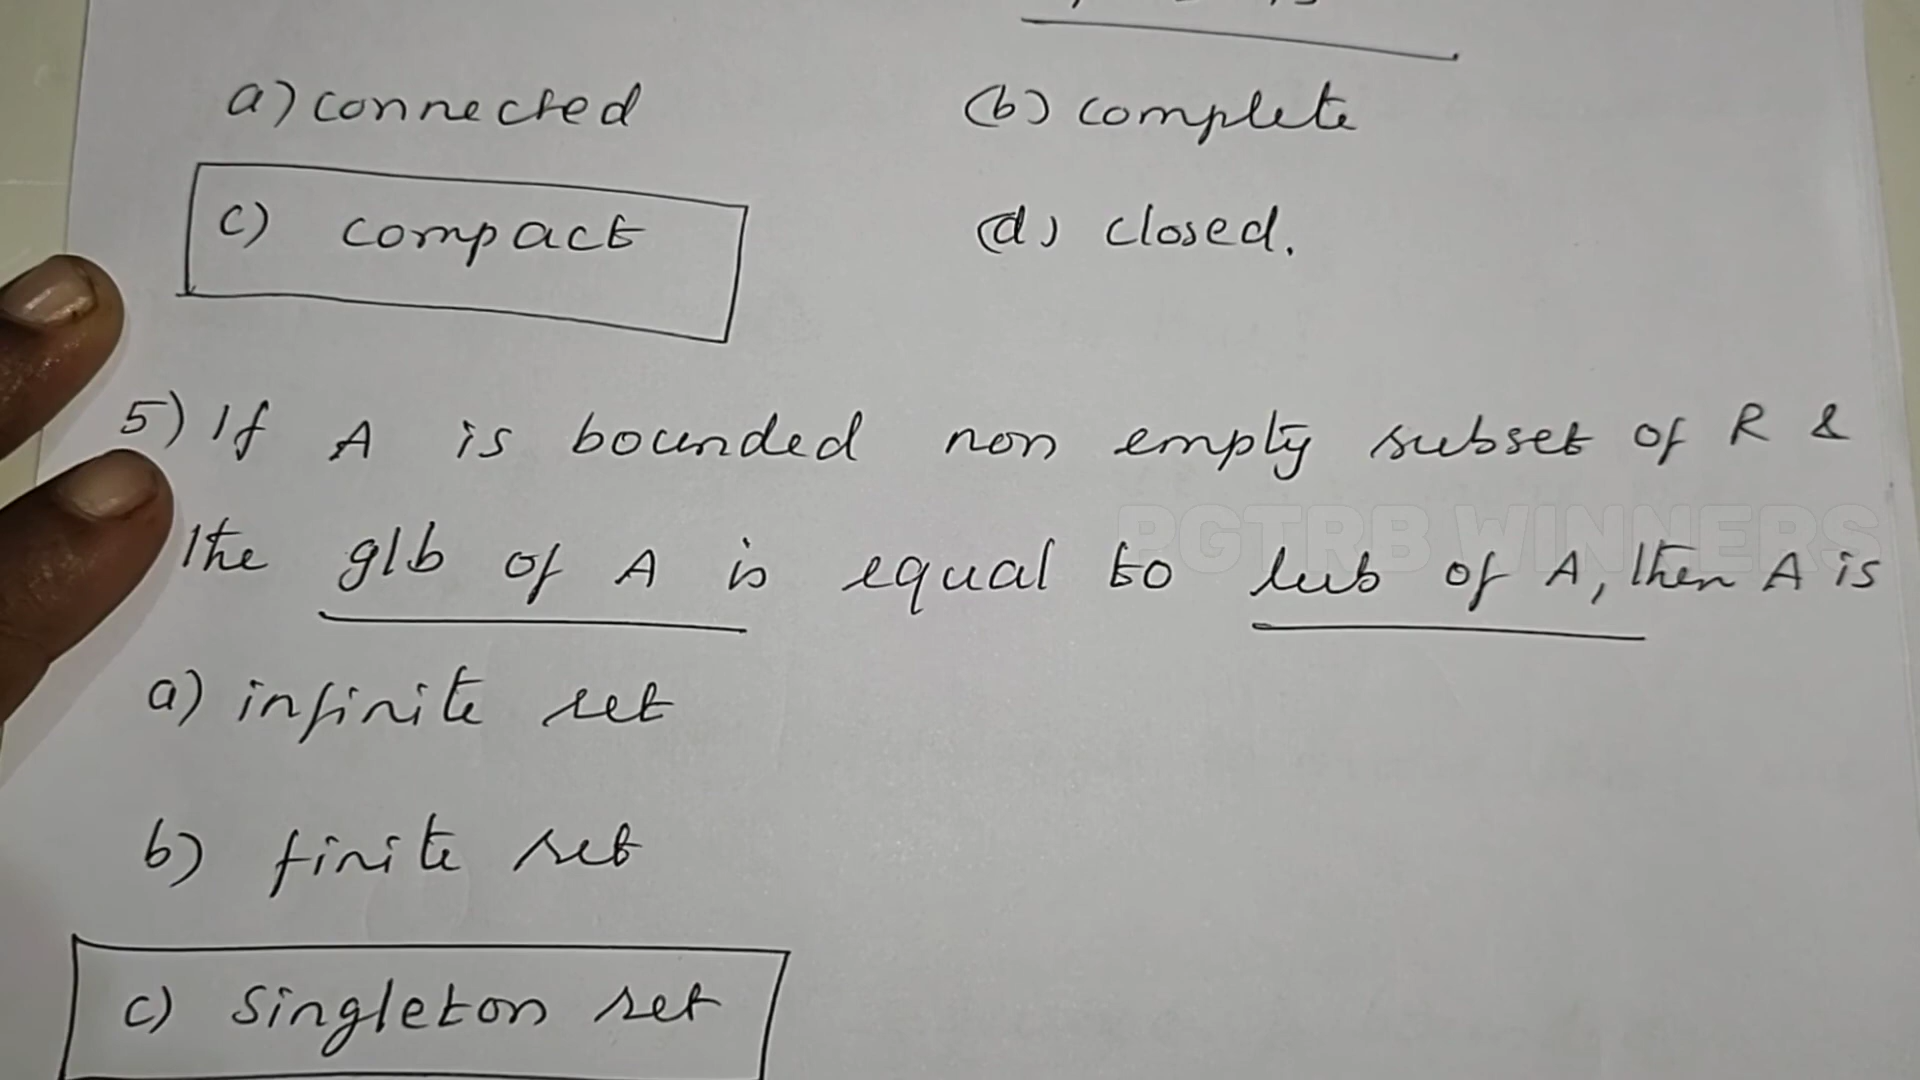 a) connected (b) complete
c) compact (d) closed.
5) If A is bounded non empty subset of R &
the glb of A is equal to lub of A, then A is
PGTRB WINNERS
a) infinite set
b) finite set
c) Singleton set